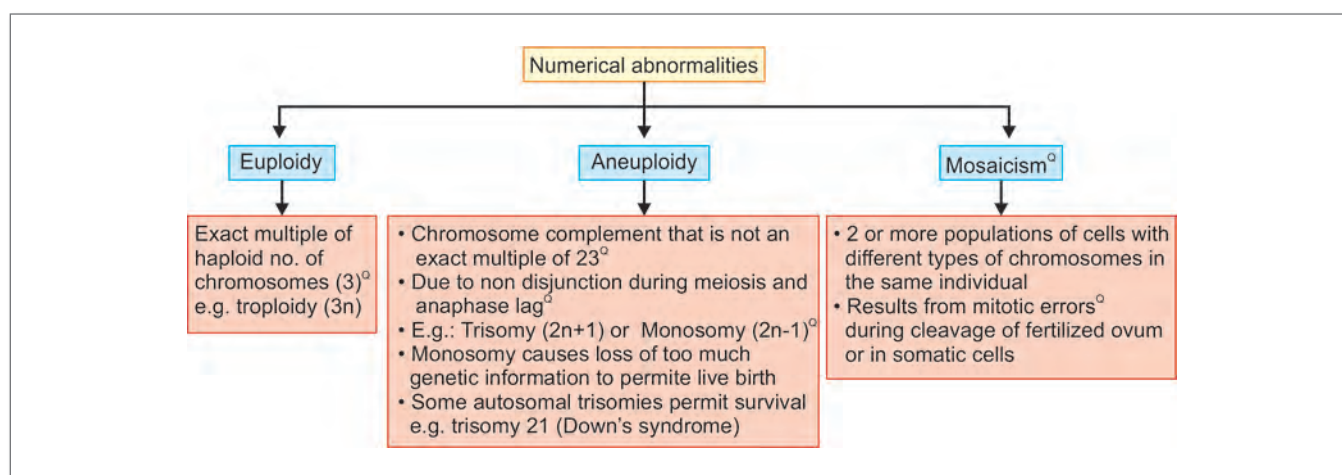 Numerical abnormalities
Euploidy
Aneuploidy
Mosaicism^Q
Exact multiple of
haploid no. of
chromosomes (3)^Q
e.g. troploidy (3n)
• Chromosome complement that is not an
exact multiple of 23^Q
• Due to non disjunction during meiosis and
anaphase lag^Q
• E.g.: Trisomy (2n+1) or Monosomy (2n-1)^Q
• Monosomy causes loss of too much
genetic information to permite live birth
• Some autosomal trisomies permit survival
e.g. trisomy 21 (Down's syndrome)
• 2 or more populations of cells with
different types of chromosomes in
the same individual
• Results from mitotic errors^Q
during cleavage of fertilized ovum
or in somatic cells